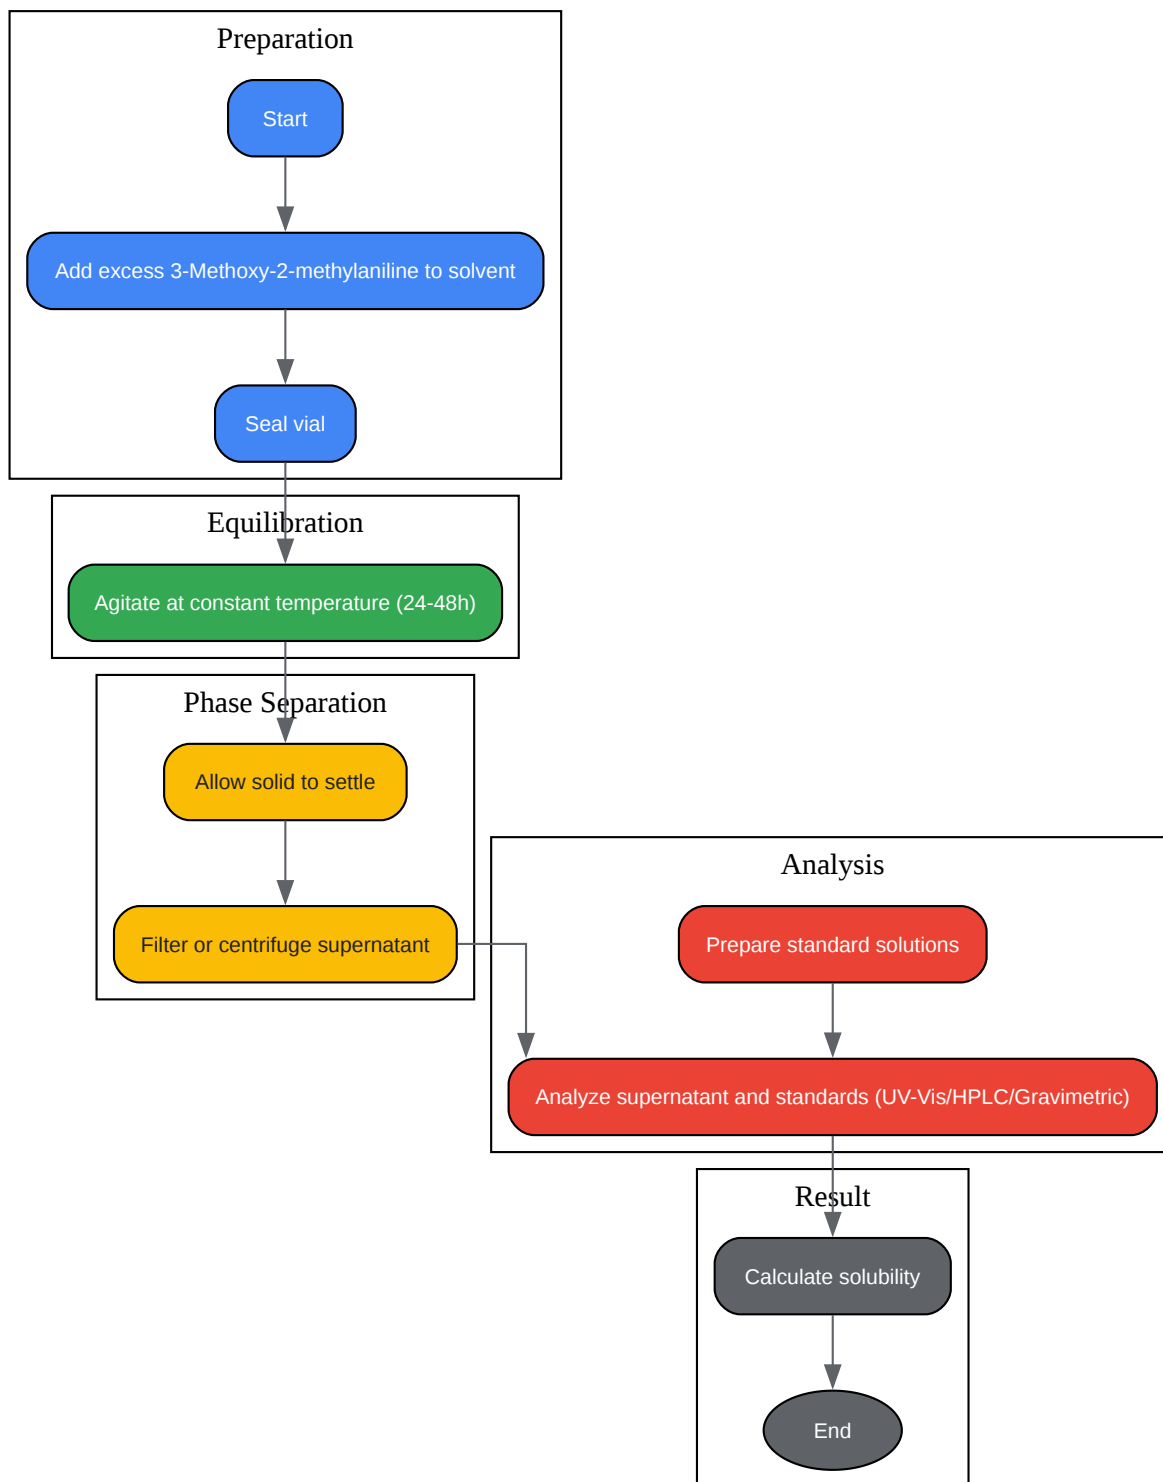 Preparation
Start
Add excess 3-Methoxy-2-methylaniline to solvent
Seal vial
Equilibration
Agitate at constant temperature (24-48h)
Phase Separation
Allow solid to settle
Filter or centrifuge supernatant
Analysis
Prepare standard solutions
Analyze supernatant and standards (UV-Vis/HPLC/Gravimetric)
Result
Calculate solubility
End